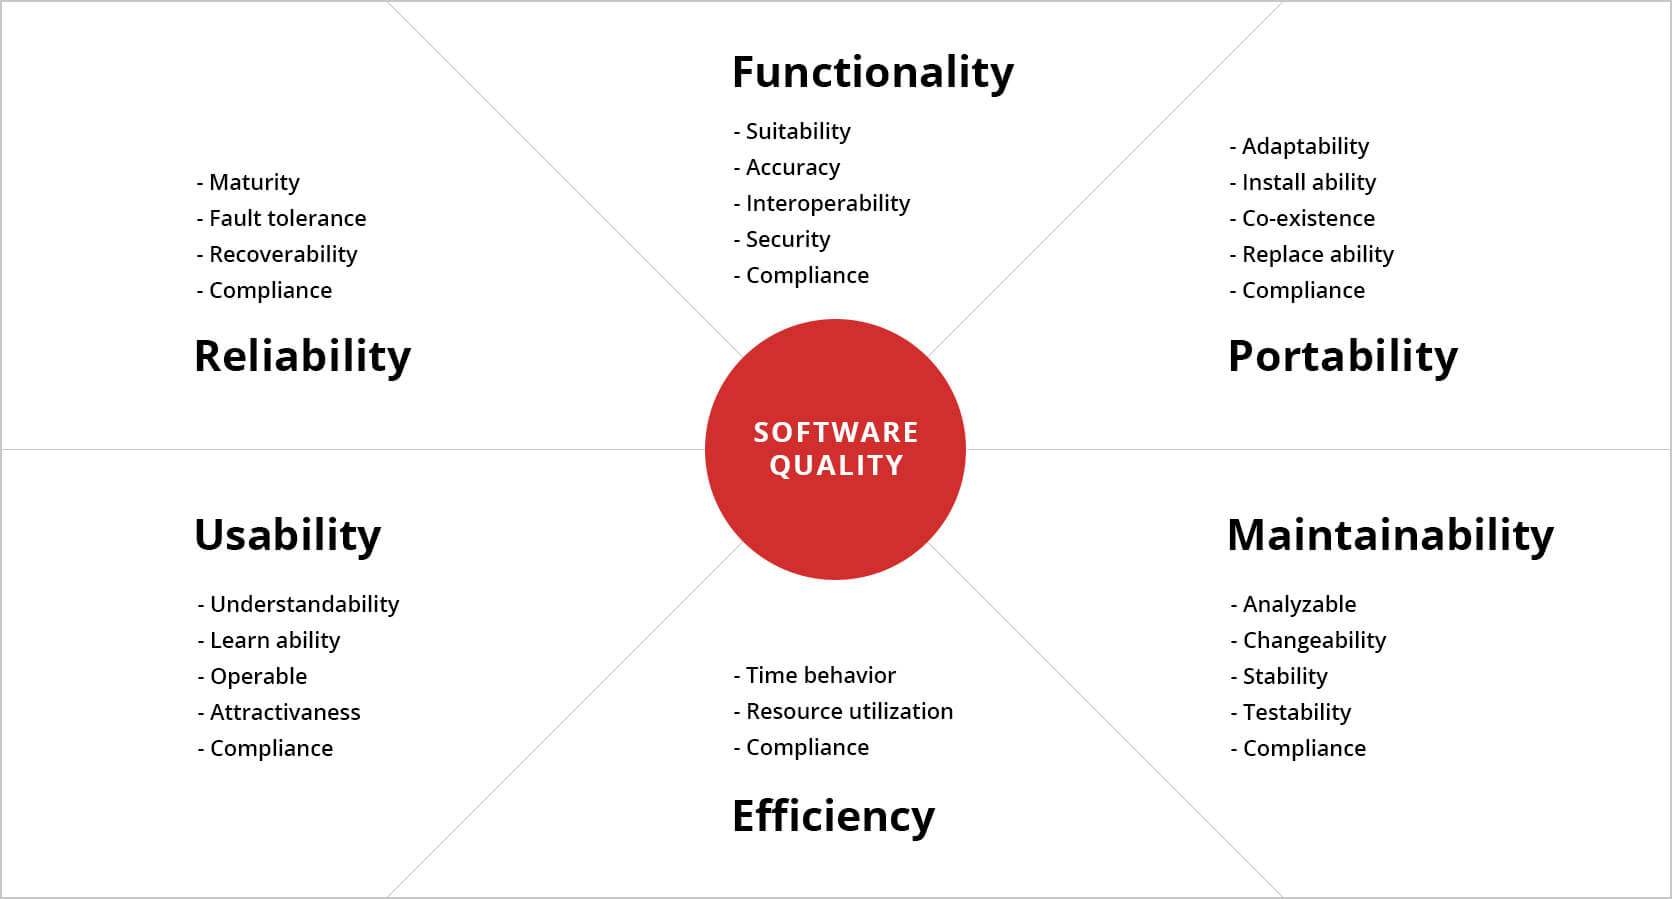 Functionality
- Suitability
- Accuracy
- Interoperability
- Security
- Compliance
- Maturity
- Fault tolerance
- Recoverability
- Compliance
Reliability
- Adaptability
- Install ability
- Co-existence
- Replace ability
- Compliance
Portability
SOFTWARE
QUALITY
Usability
- Understandability
- Learn ability
- Operable
- Attractivaness
- Compliance
- Time behavior
- Resource utilization
- Compliance
Efficiency
Maintainability
- Analyzable
- Changeability
- Stability
- Testability
- Compliance